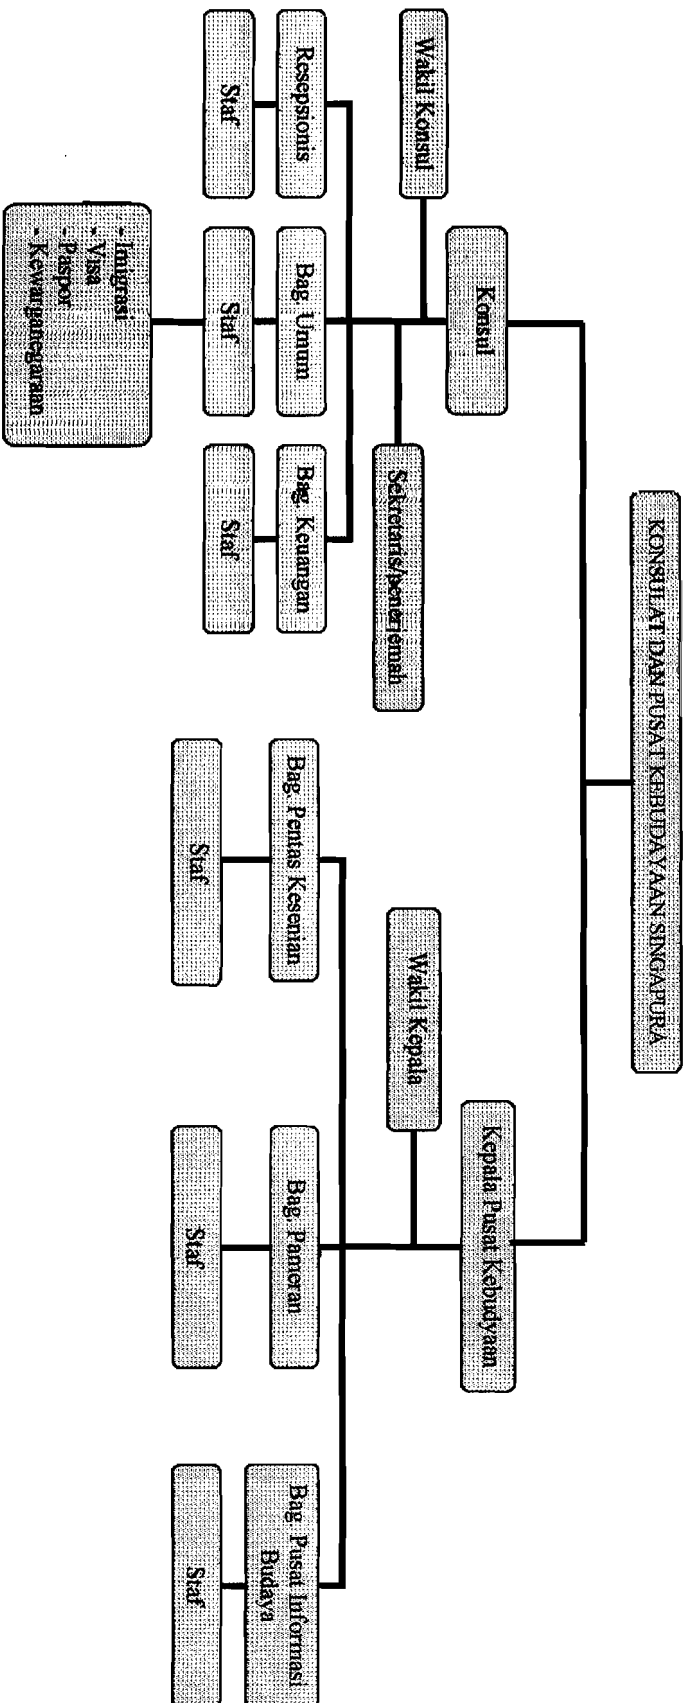 KONSULAT DAN PUSAT KEBUDAYAAN SINGAPURA
Konsul
Kepala Pusat Kebudyaan
Wakil Konsul
Wakil Kepala
Sekretaris/penerjemah
Resepsionis
Bag. Umum
Bag. Keuangan
Bag. Pentas Kesenian
Bag. Pameran
Bag. Pusat Informasi
Budaya
Staf
Staf
Staf
Staf
Staf
Staf
- Imigrasi
- Visa
- Paspor
- Kewarganegaraan